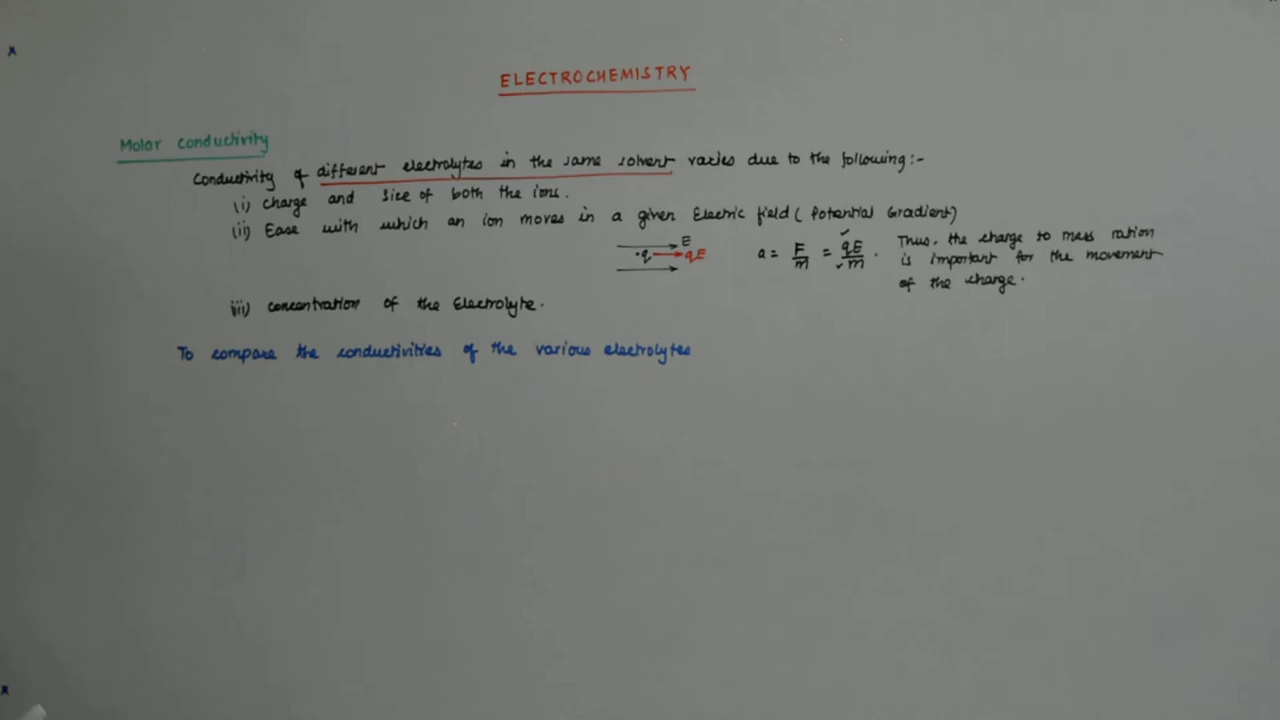 ELECTROCHEMISTRY
Molar conductivity
Conductivity of different electrolytes in the same solvent varies due to the following:-
(i) charge and size of both the ions.
(ii) Ease with which an ion moves in a given Electric field ( Potential Gradient)
E
q qE
a = F/m = qE/m .
Thus, the charge to mass ration
is important for the movement
of the charge.
iii) concentration of the Electrolyte.
To compare the conductivities of the various electrolytes